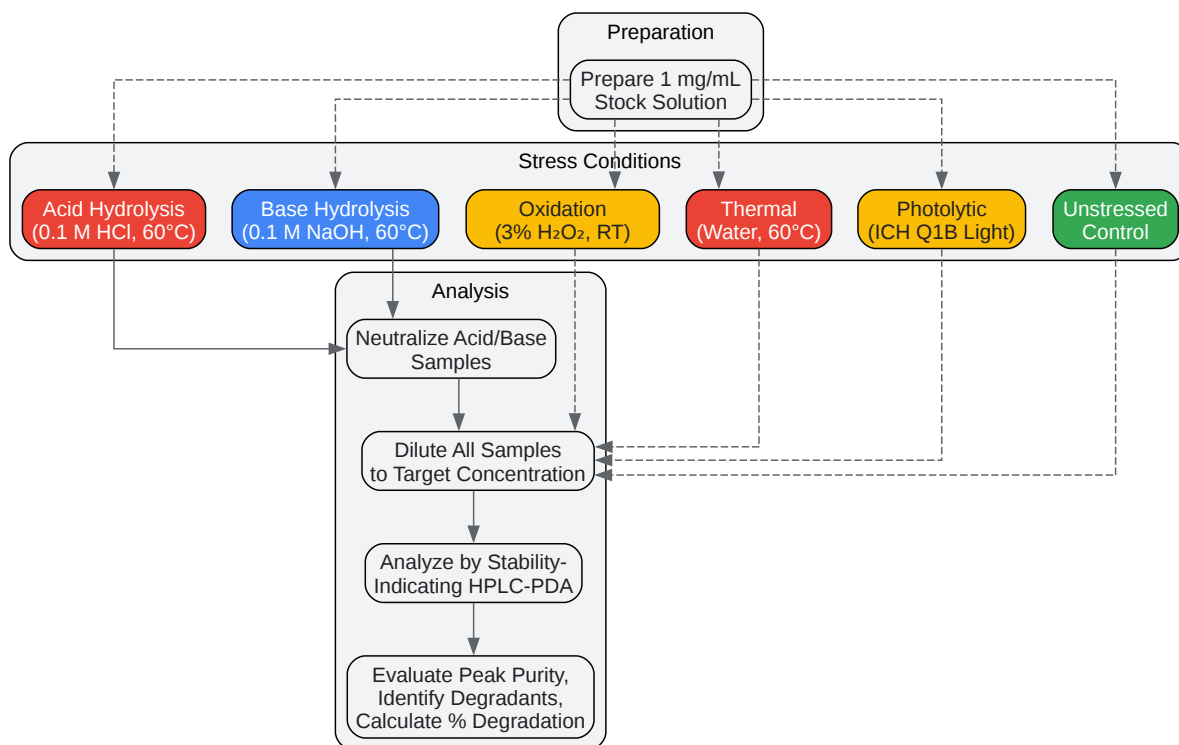 Preparation
Prepare 1 mg/mL
Stock Solution
Stress Conditions
Acid Hydrolysis
(0.1 M HCl, 60°C)
Base Hydrolysis
(0.1 M NaOH, 60°C)
Oxidation
(3% H₂O₂, RT)
Thermal
(Water, 60°C)
Photolytic
(ICH Q1B Light)
Unstressed
Control
Analysis
Neutralize Acid/Base
Samples
Dilute All Samples
to Target Concentration
Analyze by Stability-
Indicating HPLC-PDA
Evaluate Peak Purity,
Identify Degradants,
Calculate % Degradation